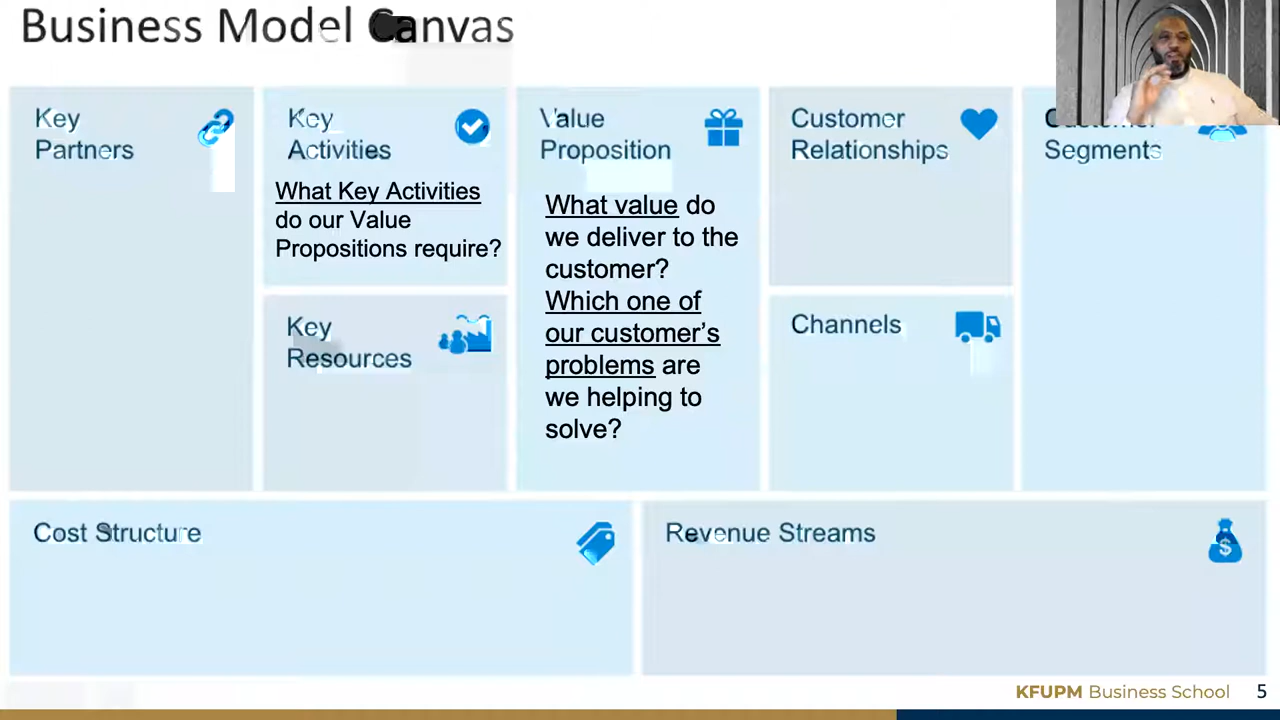 Business Model Canvas
Key
Partners
Key
Activities
What Key Activities
do our Value
Propositions require?
Key
Resources
Value
Proposition
What value do
we deliver to the
customer?
Which one of
our customer's
problems are
we helping to
solve?
Customer
Relationships
Channels
Customer
Segments
Cost Structure
Revenue Streams
$
KFUPM Business School
5